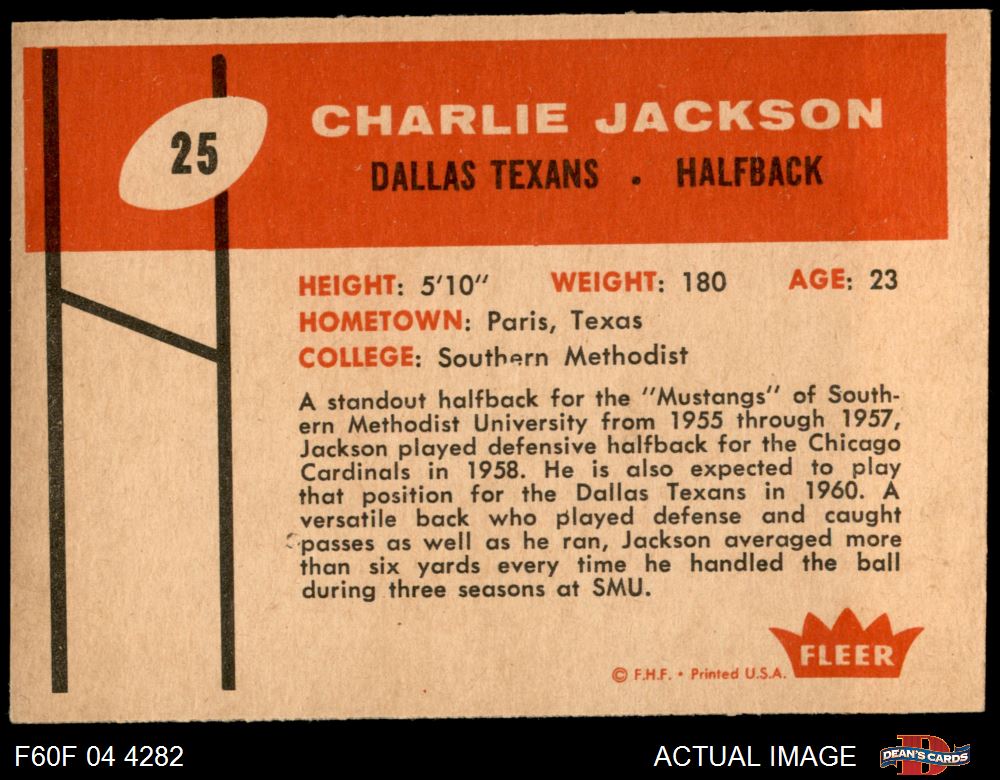 25
CHARLIE JACKSON
DALLAS TEXANS . HALFBACK
HEIGHT: 5'10" WEIGHT: 180 AGE: 23
HOMETOWN: Paris, Texas
COLLEGE: Southern Methodist
A standout halfback for the "Mustangs" of South-
ern Methodist University from 1955 through 1957,
Jackson played defensive halfback for the Chicago
Cardinals in 1958. He is also expected to play
that position for the Dallas Texans in 1960. A
versatile back who played defense and caught
passes as well as he ran, Jackson averaged more
than six yards every time he handled the ball
during three seasons at SMU.
FLEER
© F.H.F. • Printed U.S.A.
F60F 04 4282
ACTUAL IMAGE
DEAN'S CARDS